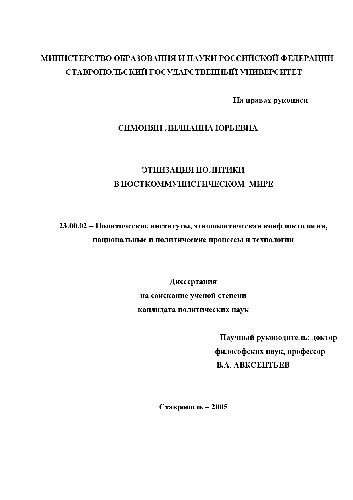 МИНИСТЕРСТВО ОБРАЗОВАНИЯ И НАУКИ РОССИЙСКОЙ ФЕДЕРАЦИИ
СТАВРОПОЛЬСКИЙ ГОСУДАРСТВЕННЫЙ УНИВЕРСИТЕТ
На правах рукописи
СИМОНЯН ЛИЛИАННА ЮРЬЕВНА
ЭТНИЗАЦИЯ ПОЛИТИКИ
В ПОСТКОММУНИСТИЧЕСКОМ МИРЕ
23.00.02 – Политические институты, этнополитическая конфликтология,
национальные и политические процессы и технологии
Диссертация
на соискание ученой степени
кандидата политических наук
Научный руководитель: доктор
философских наук, профессор
В.А. АВКСЕНТЬЕВ
Ставрополь – 2005